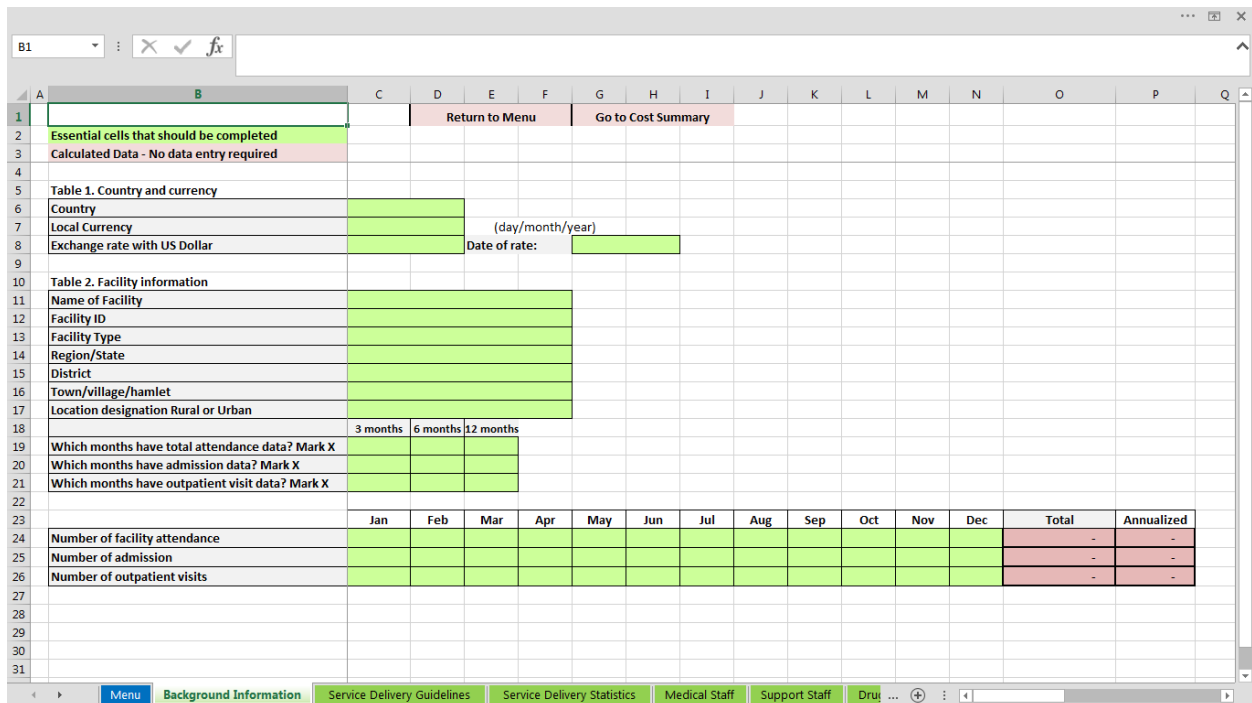 B1
fx
A B C D E F G H I J K L M N O P Q
1 Return to Menu Go to Cost Summary
2 Essential cells that should be completed
3 Calculated Data - No data entry required
4
5 Table 1. Country and currency
6 Country
7 Local Currency (day/month/year)
8 Exchange rate with US Dollar Date of rate:
9
10 Table 2. Facility information
11 Name of Facility
12 Facility ID
13 Facility Type
14 Region/State
15 District
16 Town/village/hamlet
17 Location designation Rural or Urban
18 3 months 6 months 12 months
19 Which months have total attendance data? Mark X
20 Which months have admission data? Mark X
21 Which months have outpatient visit data? Mark X
22
23 Jan Feb Mar Apr May Jun Jul Aug Sep Oct Nov Dec Total Annualized
24 Number of facility attendance - -
25 Number of admission - -
26 Number of outpatient visits - -
27
28
29
30
31
Menu Background Information Service Delivery Guidelines Service Delivery Statistics Medical Staff Support Staff ...